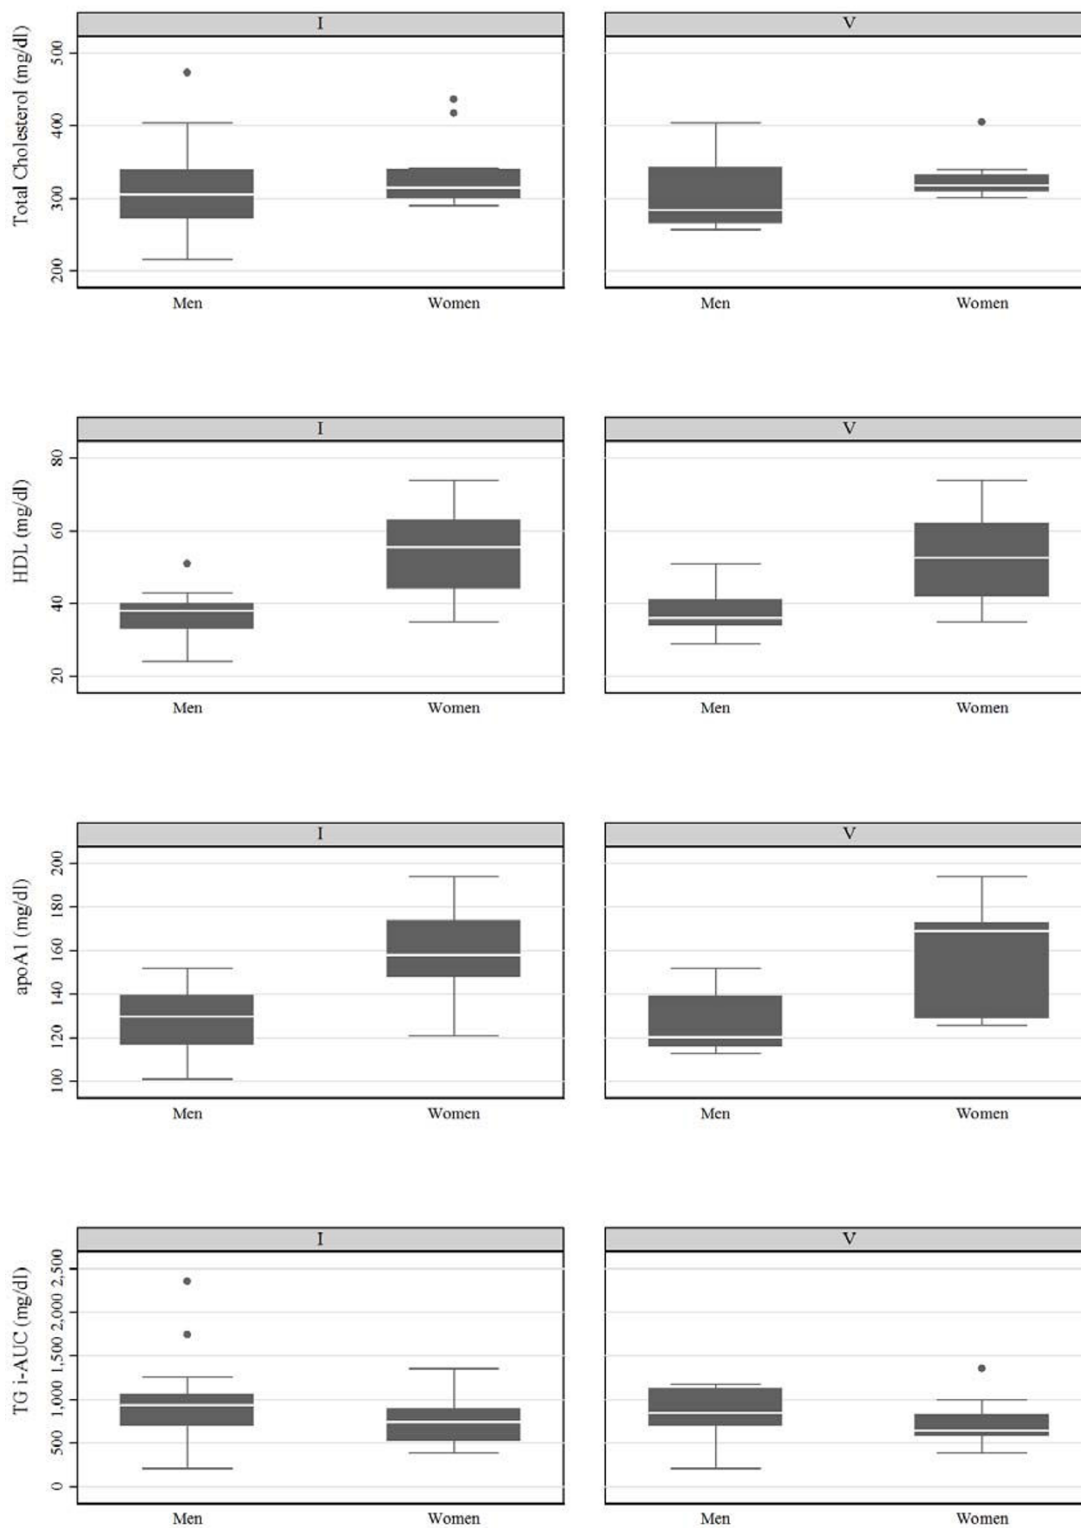 I
V
Total Cholesterol (mg/dl)
500
400
300
200
Men
Women
Men
Women
I
V
HDL (mg/dl)
80
60
40
20
Men
Women
Men
Women
I
V
apoA1 (mg/dl)
200
180
160
140
120
100
Men
Women
Men
Women
I
V
TG i-AUC (mg/dl)
2,500
2,000
1,500
1,000
500
0
Men
Women
Men
Women